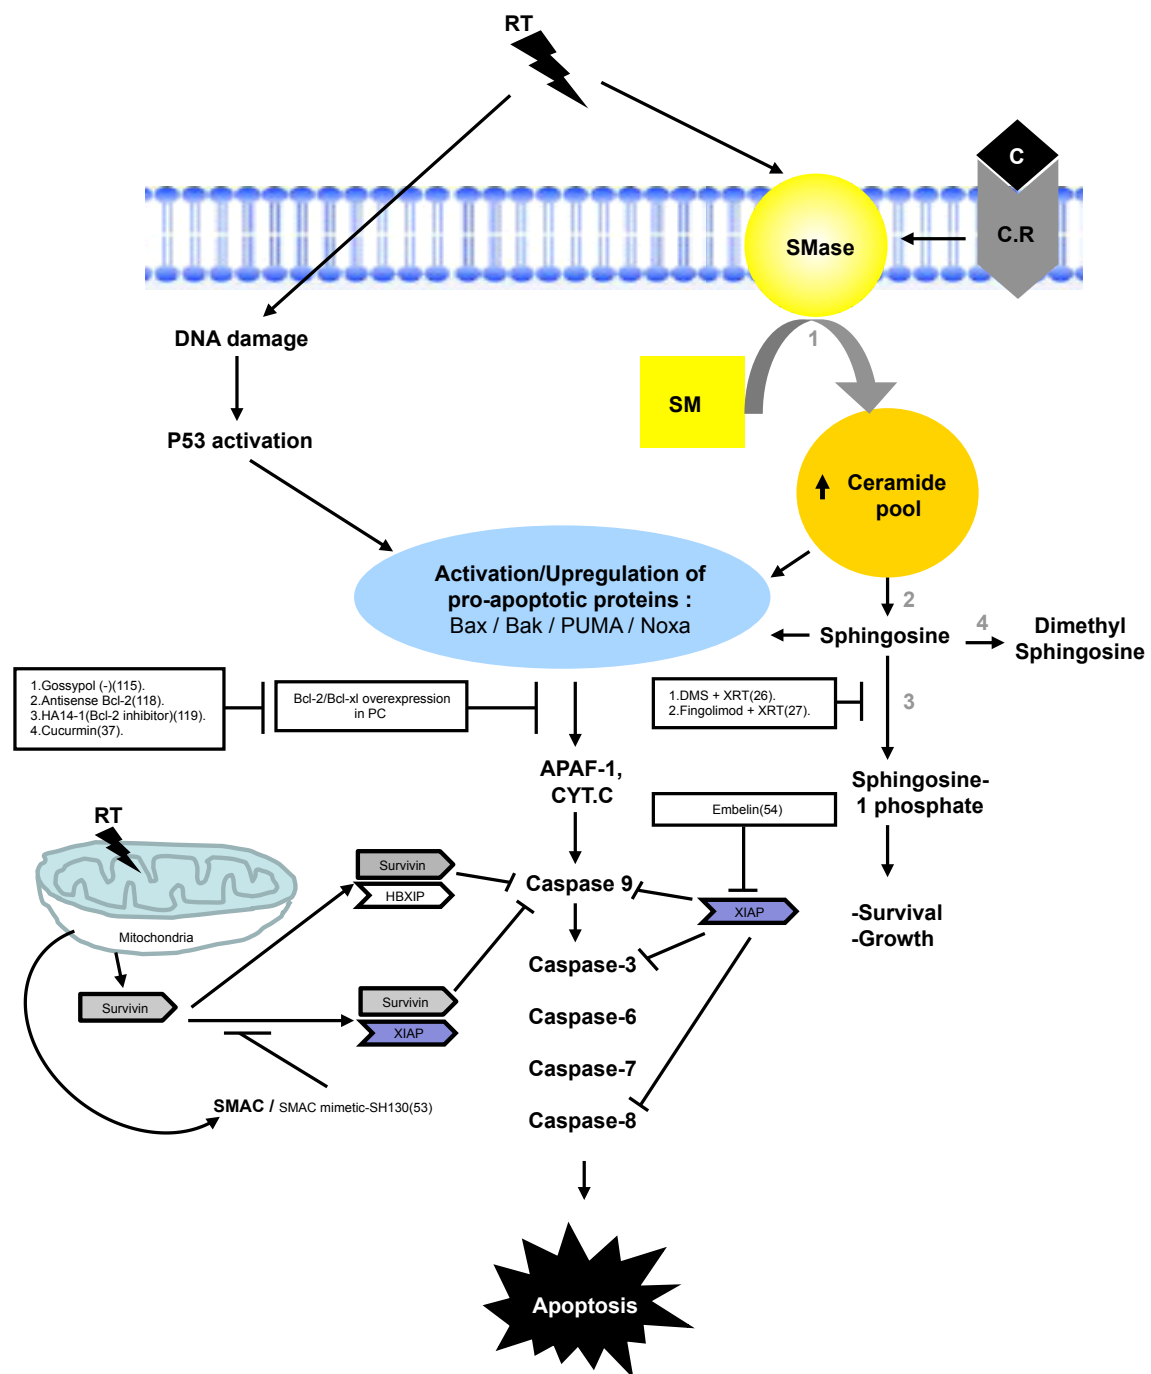 RT
C
C.R
SMase
1
DNA damage
SM
P53 activation
Ceramide
pool
Activation/Upregulation of
pro-apoptotic proteins :
Bax / Bak / PUMA / Noxa
2
Sphingosine
4
Dimethyl
Sphingosine
1.Gossypol (-)(115).
2.Antisense Bcl-2(118).
3.HA14-1(Bcl-2 inhibitor)(119).
4.Cucurmin(37).
Bcl-2/Bcl-xl overexpression
in PC
1.DMS + XRT(26).
2.Fingolimod + XRT(27).
3
APAF-1,
CYT.C
Sphingosine-
1 phosphate
Embelin(54)
RT
Mitochondria
Survivin
HBXIP
Caspase 9
XIAP
-Survival
-Growth
Caspase-3
Survivin
Survivin
XIAP
Caspase-6
Caspase-7
SMAC / SMAC mimetic-SH130(53)
Caspase-8
Apoptosis